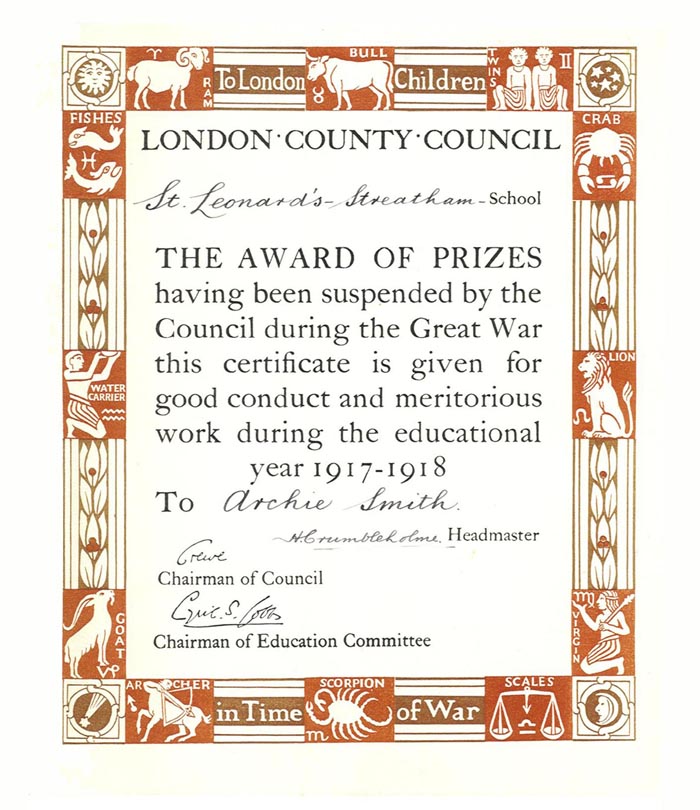 RAM
To London
BULL
Children
TWINS
FISHES
CRAB
LONDON·COUNTY·COUNCIL
St. Leonard's - Streatham - School
THE AWARD OF PRIZES
having been suspended by the
Council during the Great War
this certificate is given for
good conduct and meritorious
work during the educational
year 1917-1918
To Archie Smith.
H. Crumbleholme. Headmaster
Crewe
Chairman of Council
Cyril S. Cobb
Chairman of Education Committee
WATER
CARRIER
LION
GOAT
VIRGIN
ARCHER
in Time
SCORPION
of War
SCALES